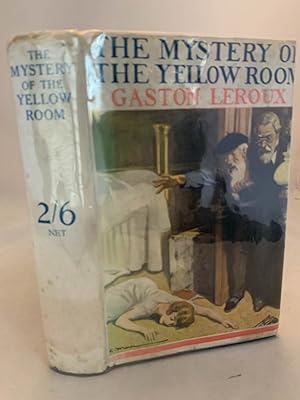 THE
MYSTERY
OF THE
YELLOW
ROOM
2/6
NET
THE MYSTERY OF
THE YELLOW ROOM
GASTON LEROUX